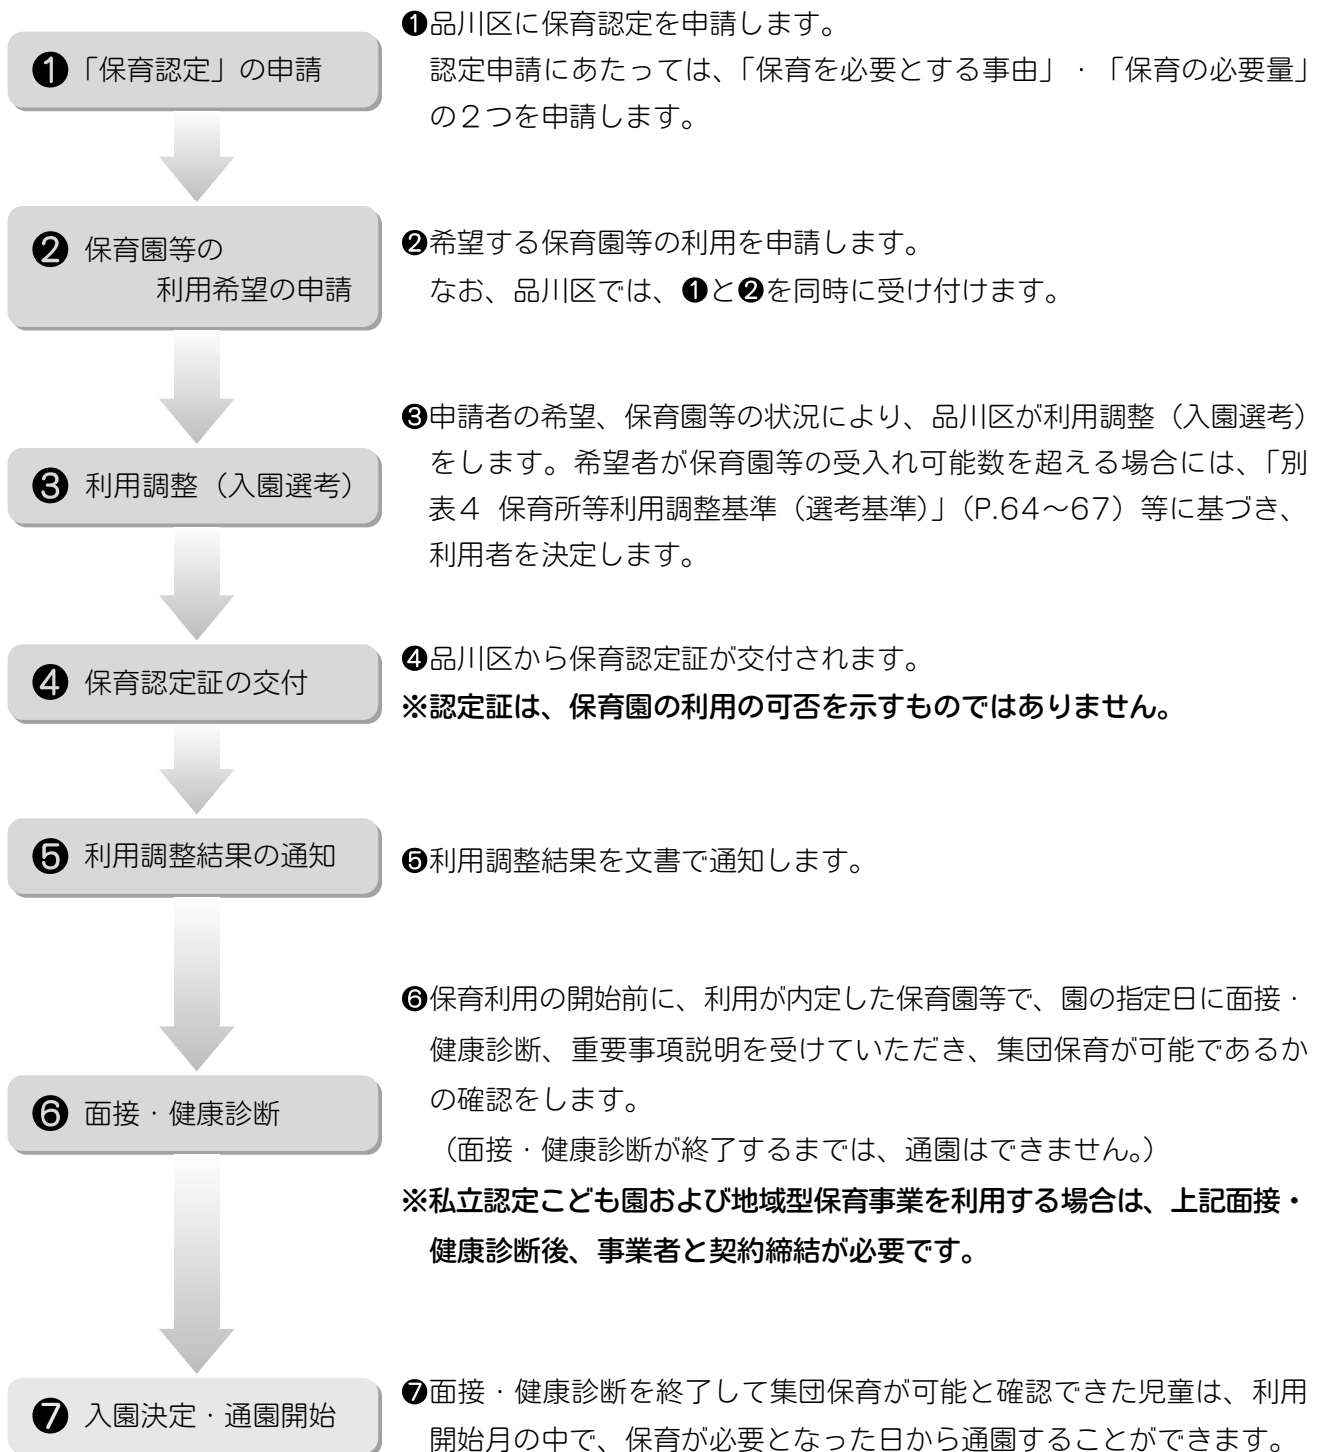 ❶「保育認定」の申請
❶品川区に保育認定を申請します。
認定申請にあたっては、「保育を必要とする事由」・「保育の必要量」
の２つを申請します。
❷ 保育園等の
利用希望の申請
❷希望する保育園等の利用を申請します。
なお、品川区では、❶と❷を同時に受け付けます。
❸ 利用調整（入園選考）
❸申請者の希望、保育園等の状況により、品川区が利用調整（入園選考）
をします。希望者が保育園等の受入れ可能数を超える場合には、「別
表４ 保育所等利用調整基準（選考基準）」（P.64～67）等に基づき、
利用者を決定します。
❹ 保育認定証の交付
❹品川区から保育認定証が交付されます。
※認定証は、保育園の利用の可否を示すものではありません。
❺ 利用調整結果の通知
❺利用調整結果を文書で通知します。
❻ 面接・健康診断
❻保育利用の開始前に、利用が内定した保育園等で、園の指定日に面接・
健康診断、重要事項説明を受けていただき、集団保育が可能であるか
の確認をします。
（面接・健康診断が終了するまでは、通園はできません。）
※私立認定こども園および地域型保育事業を利用する場合は、上記面接・
健康診断後、事業者と契約締結が必要です。
❼ 入園決定・通園開始
❼面接・健康診断を終了して集団保育が可能と確認できた児童は、利用
開始月の中で、保育が必要となった日から通園することができます。